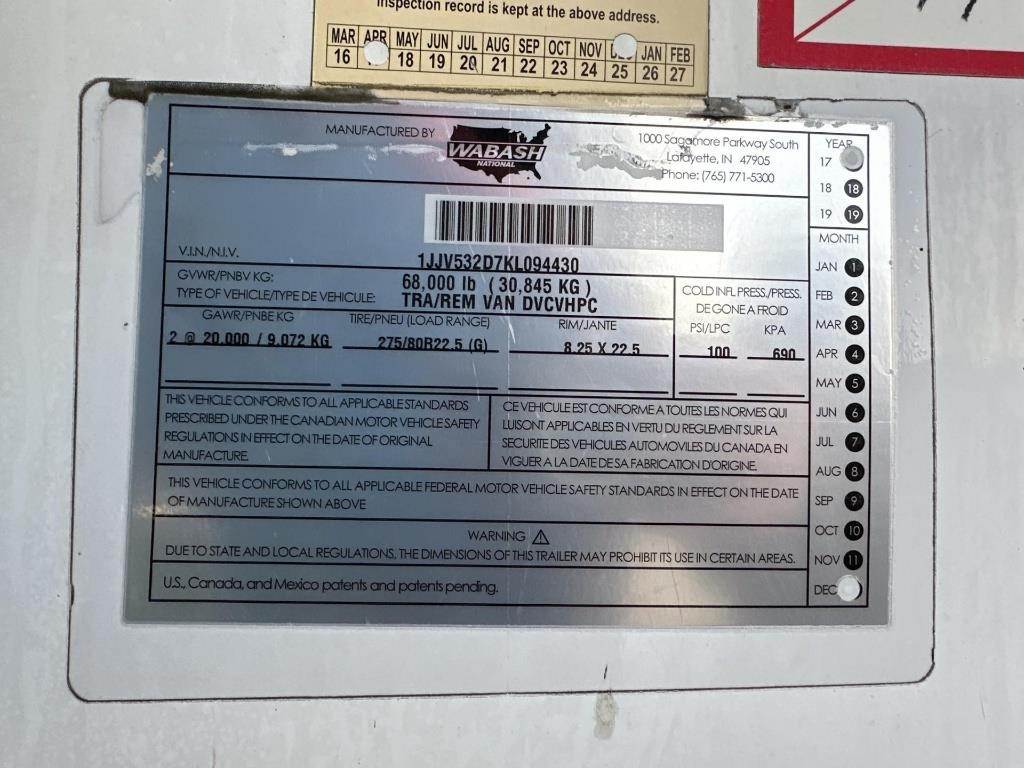 Inspection record is kept at the above address.
MAR APR MAY JUN JUL AUG SEP OCT NOV JAN FEB
16 18 19 20 21 22 23 24 25 26 27
MANUFACTURED BY
WABASH
NATIONAL
1000 Sagamore Parkway South
Lafayette, IN 47905
Phone: (765) 771-5300
V.I.N./N.I.V.
1JJV532D7KL094430
GVWR/PNBV KG:
68,000 lb ( 30,845 KG )
TYPE OF VEHICLE/TYPE DE VEHICULE:
TRA/REM VAN DVCVHPC
GAWR/PNBE KG TIRE/PNEU (LOAD RANGE) RIM/JANTE
2 @ 20,000 / 9,072 KG 275/80R22.5 (G) 8.25 X 22.5
COLD INFL PRESS./PRESS.
DE GONE A FROID
PSI/LPC KPA
100 690
THIS VEHICLE CONFORMS TO ALL APPLICABLE STANDARDS
PRESCRIBED UNDER THE CANADIAN MOTOR VEHICLE SAFETY
REGULATIONS IN EFFECT ON THE DATE OF ORIGINAL
MANUFACTURE.
CE VEHICULE EST CONFORME A TOUTES LES NORMES QUI
LUISONT APPLICABLES EN VERTU DU REGLEMENT SUR LA
SECURITE DES VEHICULES AUTOMOVILES DU CANADA EN
VIGUER A LA DATE DE SA FABRICATION D'ORIGINE.
THIS VEHICLE CONFORMS TO ALL APPLICABLE FEDERAL MOTOR VEHICLE SAFETY STANDARDS IN EFFECT ON THE DATE
OF MANUFACTURE SHOWN ABOVE
WARNING
DUE TO STATE AND LOCAL REGULATIONS, THE DIMENSIONS OF THIS TRAILER MAY PROHIBIT ITS USE IN CERTAIN AREAS.
U.S., Canada, and Mexico patents and patents pending.
YEAR
17
18 18
19 19
MONTH
JAN 1
FEB 2
MAR 3
APR 4
MAY 5
JUN 6
JUL 7
AUG 8
SEP 9
OCT 10
NOV 11
DEC